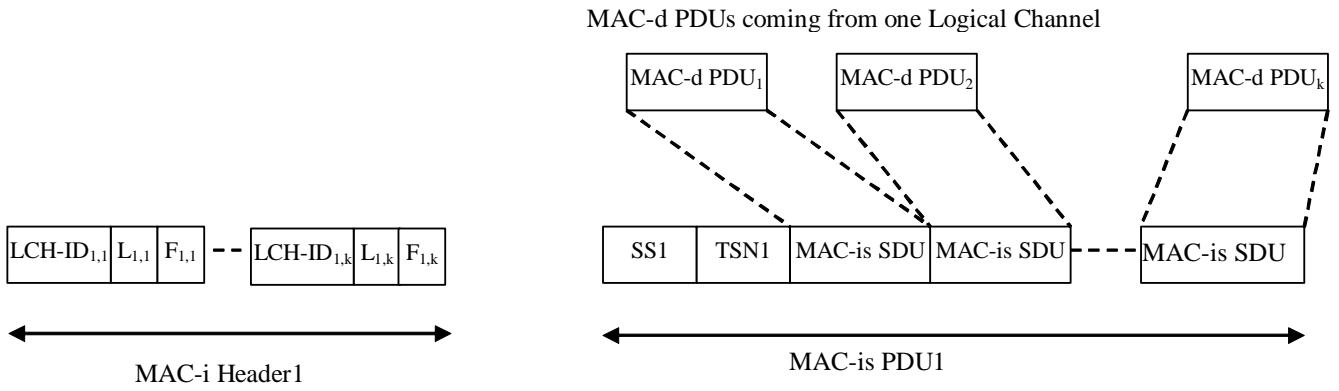 MAC-d PDUs coming from one Logical Channel
MAC-d PDU₁ MAC-d PDU₂ MAC-d PDUₖ
LCH-ID₁,₁ L₁,₁ F₁,₁ LCH-ID₁,ₖ L₁,ₖ F₁,ₖ
SS1 TSN1 MAC-is SDU MAC-is SDU MAC-is SDU
MAC-i Header1
MAC-is PDU1